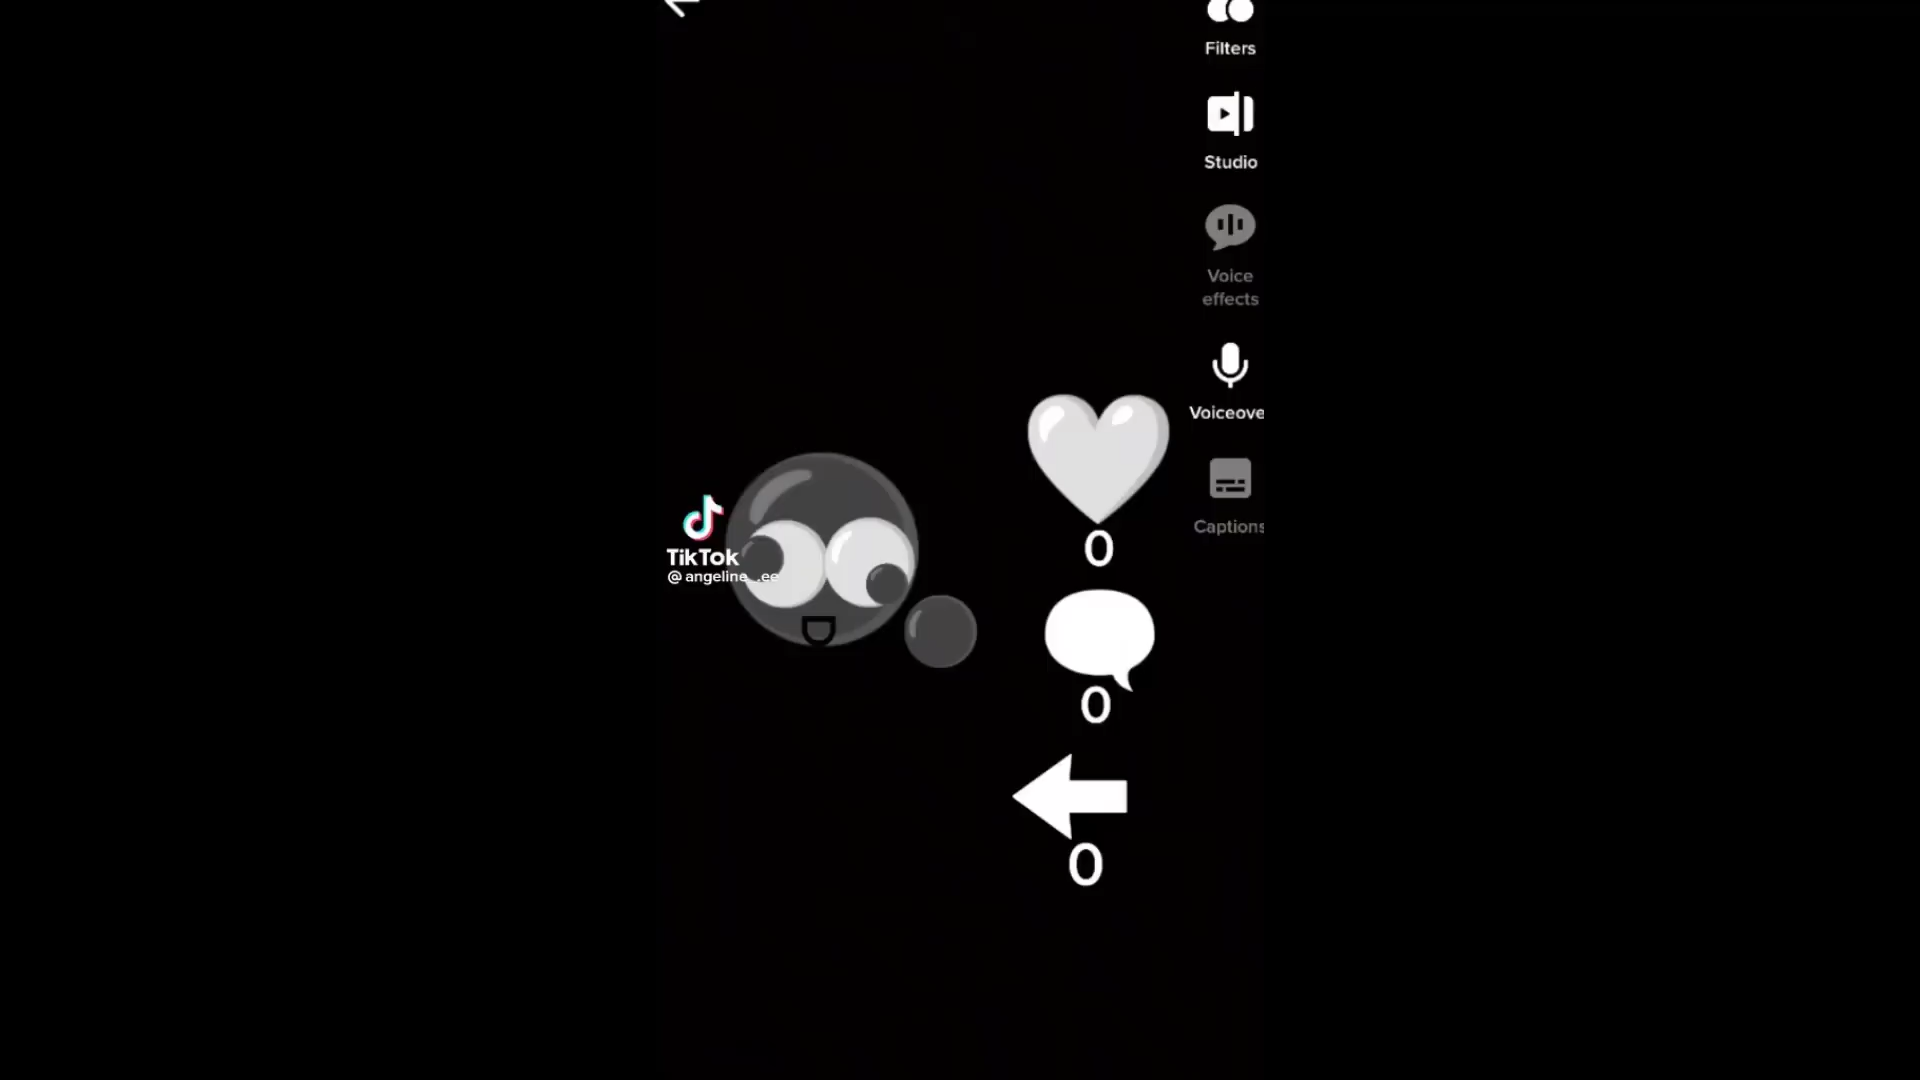 Filters
Studio
Voice
effects
Voiceove
Captions
TikTok
0
0
0